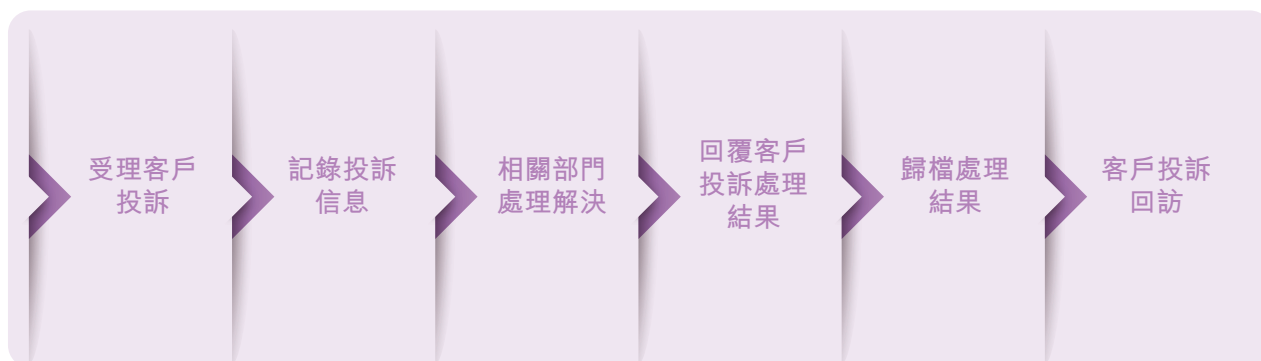 受理客戶
投訴
記錄投訴
信息
相關部門
處理解決
回覆客戶
投訴處理
結果
歸檔處理
結果
客戶投訴
回訪